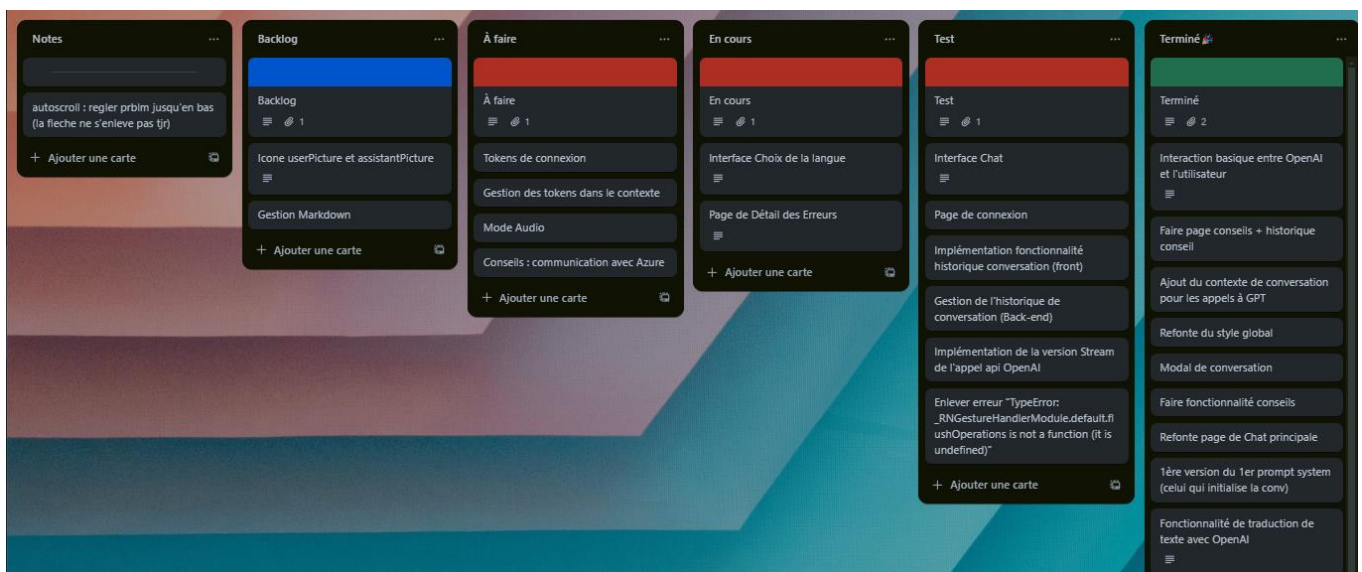 Notes
autoscroll : regler prblm jusqu'en bas
(la fleche ne s'enleve pas tjr)
+ Ajouter une carte
Backlog
Backlog
1
Icone userPicture et assistantPicture
Gestion Markdown
+ Ajouter une carte
À faire
À faire
1
Tokens de connexion
Gestion des tokens dans le contexte
Mode Audio
Conseils : communication avec Azure
+ Ajouter une carte
En cours
En cours
1
Interface Choix de la langue
Page de Détail des Erreurs
+ Ajouter une carte
Test
Test
1
Interface Chat
Page de connexion
Implémentation fonctionnalité
historique conversation (front)
Gestion de l'historique de
conversation (Back-end)
Implémentation de la version Stream
de l'appel api OpenAI
Enlever erreur "TypeError:
_RNGestureHandlerModule.default.fl
ushOperations is not a function (it is
undefined)"
+ Ajouter une carte
Terminé 🎉
Terminé
2
Interaction basique entre OpenAI
et l'utilisateur
Faire page conseils + historique
conseil
Ajout du contexte de conversation
pour les appels à GPT
Refonte du style global
Modal de conversation
Faire fonctionnalité conseils
Refonte page de Chat principale
1ère version du 1er prompt system
(celui qui initialise la conv)
Fonctionnalité de traduction de
texte avec OpenAI